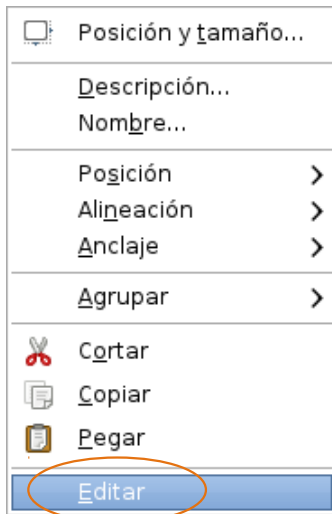 Posición y tamaño...
Descripción...
Nombre...
Posición
Alineación
Anclaje
Agrupar
Cortar
Copiar
Pegar
Editar